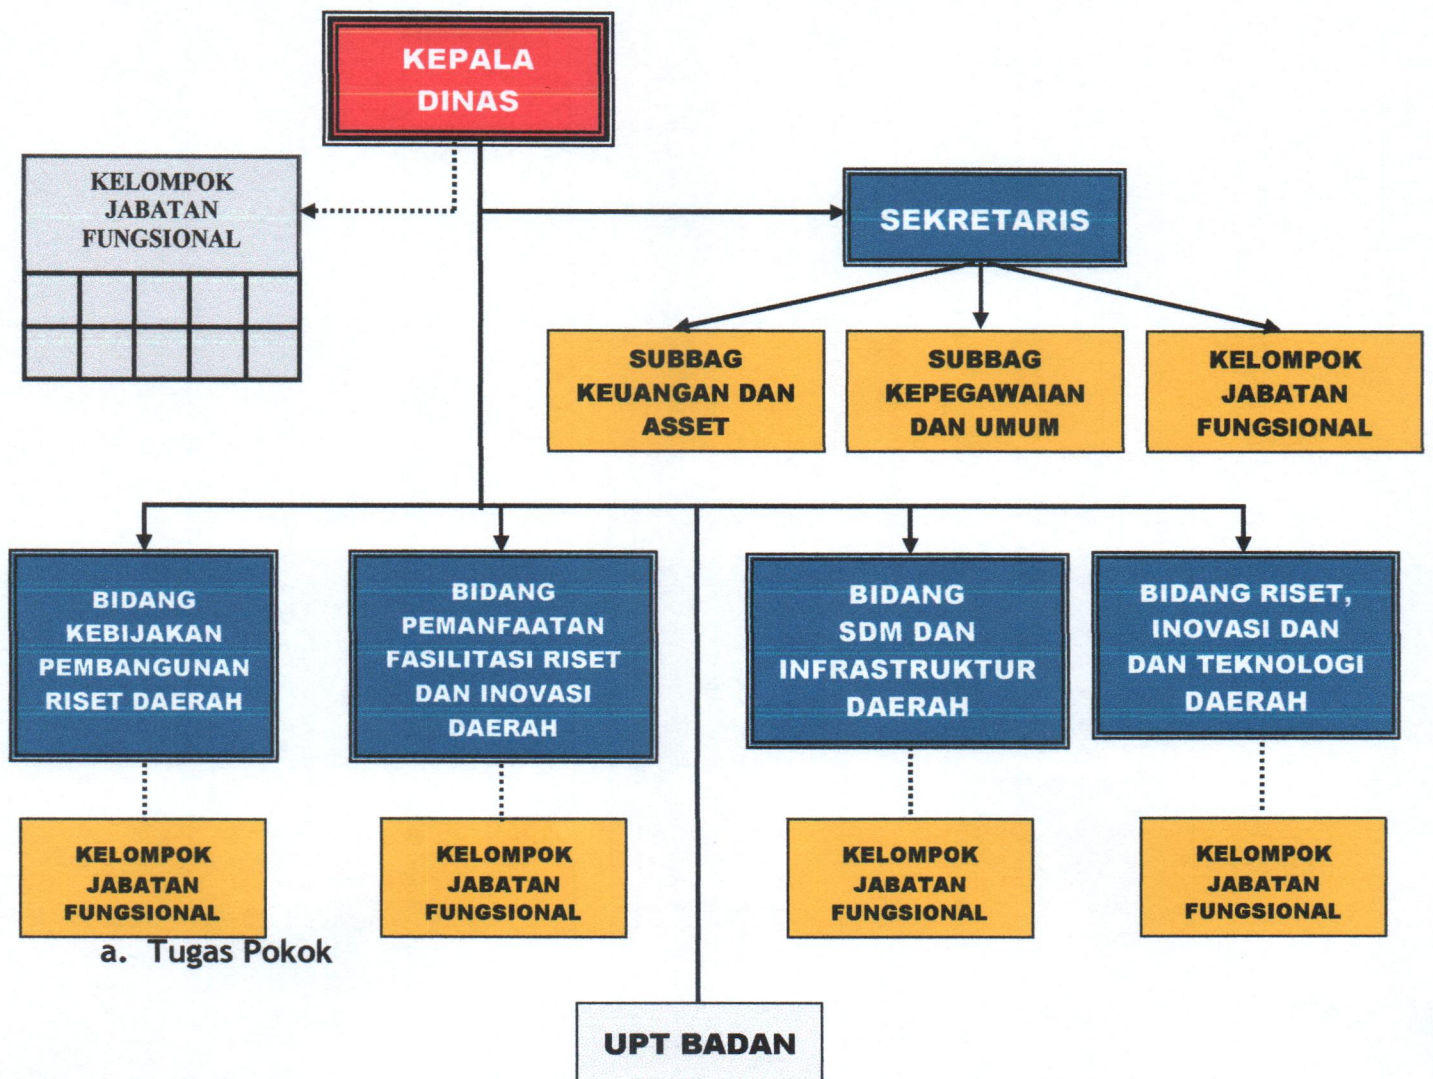 KEPALA
DINAS
KELOMPOK
JABATAN
FUNGSIONAL
SEKRETARIS
SUBBAG
KEUANGAN DAN
ASSET
SUBBAG
KEPEGAWAIAN
DAN UMUM
KELOMPOK
JABATAN
FUNGSIONAL
BIDANG
KEBIJAKAN
PEMBANGUNAN
RISET DAERAH
BIDANG
PEMANFAATAN
FASILITASI RISET
DAN INOVASI
DAERAH
BIDANG
SDM DAN
INFRASTRUKTUR
DAERAH
BIDANG RISET,
INOVASI DAN
DAN TEKNOLOGI
DAERAH
KELOMPOK
JABATAN
FUNGSIONAL
KELOMPOK
JABATAN
FUNGSIONAL
KELOMPOK
JABATAN
FUNGSIONAL
KELOMPOK
JABATAN
FUNGSIONAL
a. Tugas Pokok
UPT BADAN